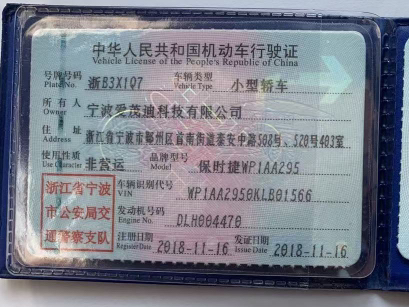 中华人民共和国机动车行驶证
Vehicle License of the People's Republic of China
号牌号码 浙B3X1Q7 车辆类型 小型轿车
Plate No. Vehicle Type
所有人 宁波爱茂迪科技有限公司
Owner
住址 浙江省宁波市鄞州区首南街道泰安中路508号、520号403室
Address
使用性质 非营运 品牌型号 保时捷WP1AA295
Use Character Model
浙江省宁波
市公安局交
通警察支队
车辆识别代号 WP1AA2950KLB01566
VIN
发动机号码 DLH004470
Engine No.
注册日期 2018-11-16 发证日期 2018-11-16
Register Date Issue Date